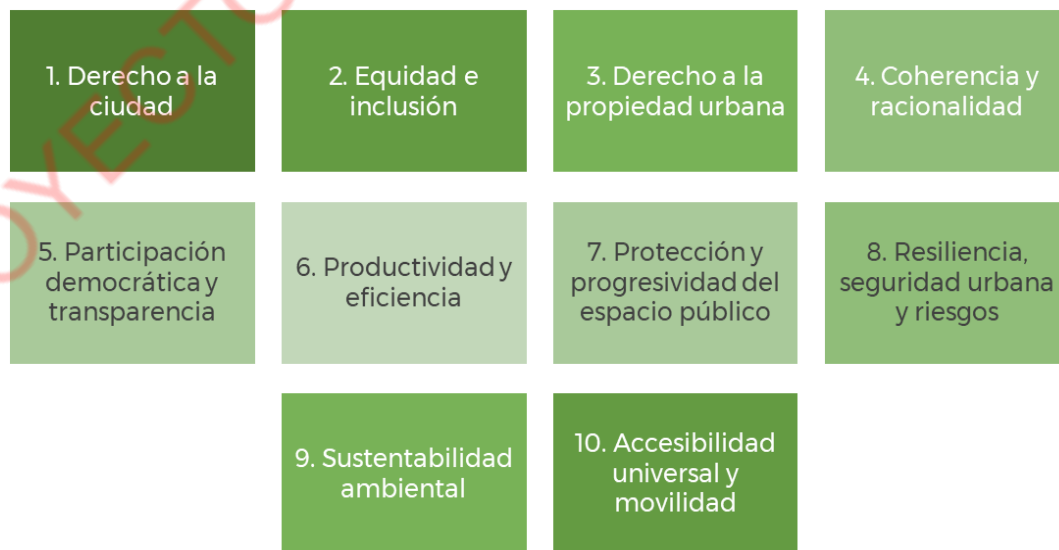 1. Derecho a la
ciudad
2. Equidad e
inclusión
3. Derecho a la
propiedad urbana
4. Coherencia y
racionalidad
5. Participación
democrática y
transparencia
6. Productividad y
eficiencia
7. Protección y
progresividad del
espacio público
8. Resiliencia,
seguridad urbana
y riesgos
9. Sustentabilidad
ambiental
10. Accesibilidad
universal y
movilidad
OYECTO